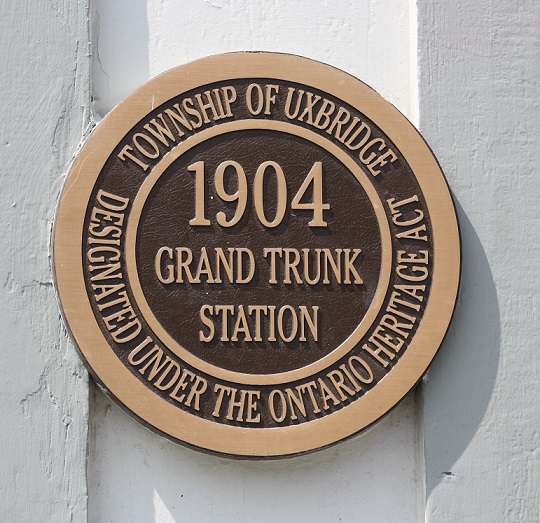 TOWNSHIP OF UXBRIDGE
1904
GRAND TRUNK
STATION
DESIGNATED UNDER THE ONTARIO HERITAGE ACT